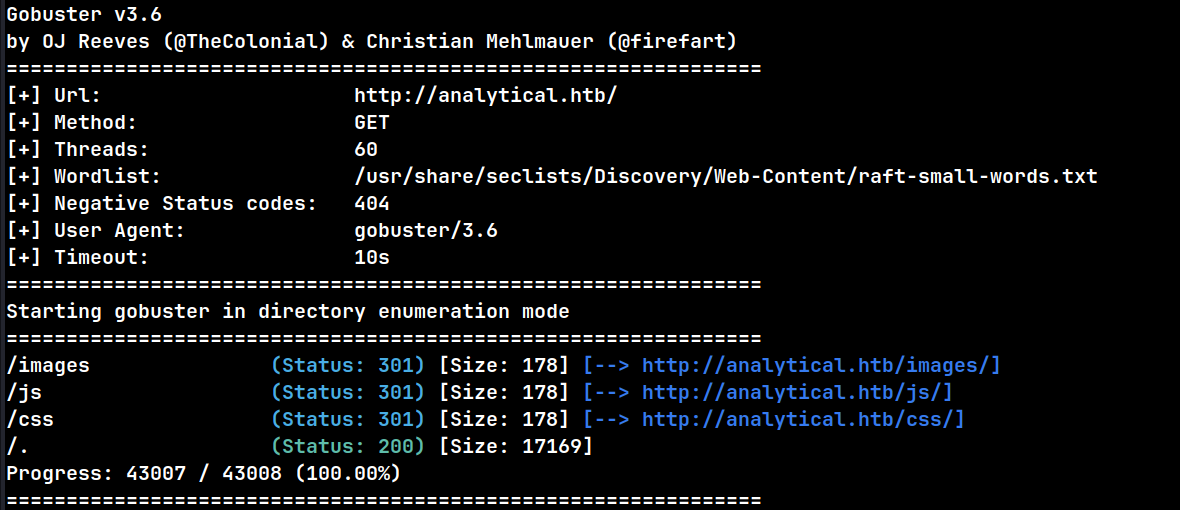 Gobuster v3.6
by OJ Reeves (@TheColonial) & Christian Mehlmauer (@firefart)
===============================================================
[+] Url:                     http://analytical.htb/
[+] Method:                  GET
[+] Threads:                 60
[+] Wordlist:                /usr/share/seclists/Discovery/Web-Content/raft-small-words.txt
[+] Negative Status codes:   404
[+] User Agent:              gobuster/3.6
[+] Timeout:                 10s
===============================================================
Starting gobuster in directory enumeration mode
===============================================================
/images               (Status: 301) [Size: 178] [--> http://analytical.htb/images/]
/js                   (Status: 301) [Size: 178] [--> http://analytical.htb/js/]
/css                  (Status: 301) [Size: 178] [--> http://analytical.htb/css/]
/.                    (Status: 200) [Size: 17169]
Progress: 43007 / 43008 (100.00%)
===============================================================